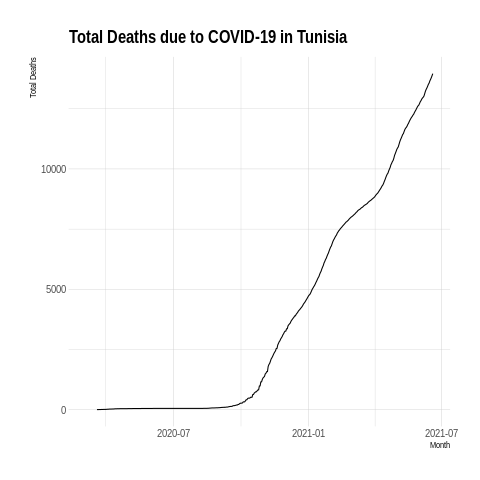 Total Deaths due to COVID-19 in Tunisia
Total Deaths
10000
5000
0
2020-07
2021-01
2021-07
Month